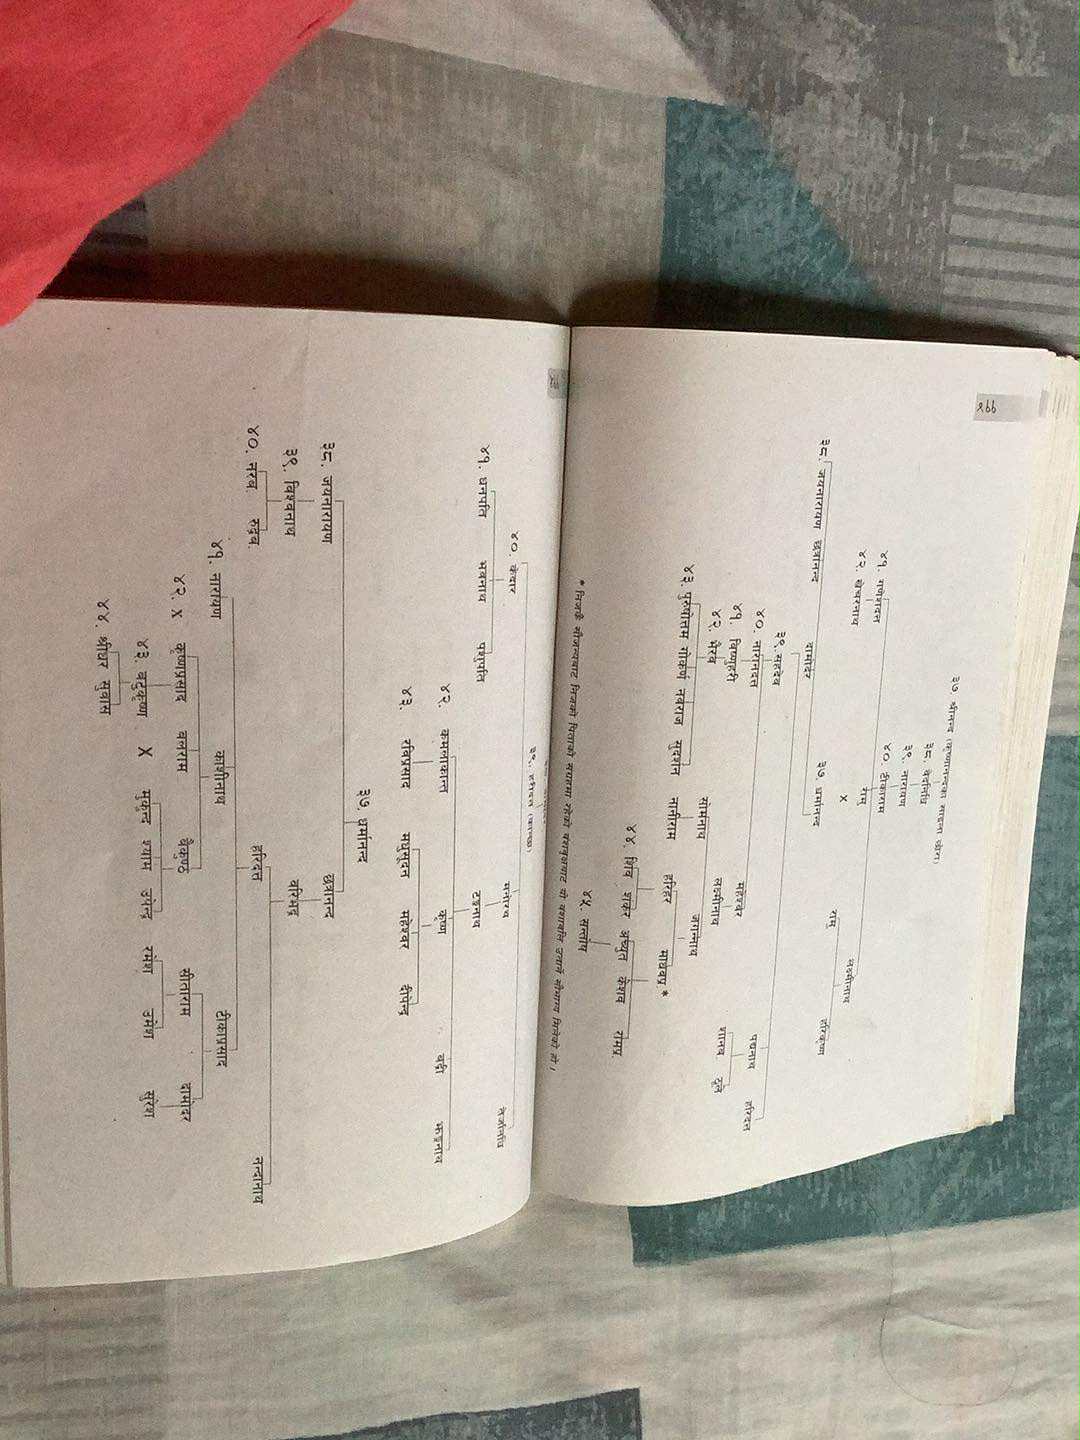 ११४
३७. श्रीनन्द (कृष्णानन्दका साइला छोरा)
३८. वेदनिधि
३९. नारायण
४०. टीकाराम
४१. गणेशदत्त रामु लक्ष्मीनाथ
४२. खेचरनाथ X रामु हरिकृष्ण
३७. धर्मानन्द
३८. जयनारायण छत्रानन्द दामोदर
३९. सहदेव पद्मनाथ हरिदत्त
४०. नारानदत्त महेश्वर शानब. ठूले
४१. विष्णुहरी लक्ष्मीनाथ
४२. भैरव सोमनाथ जगन्नाथ
४३. पुरुषोत्तम गोकर्ण नवराज सुदर्शन नानीराम हरिहर माधवप्र.*
४४. शिव शंकर अच्युत केशव रामप्र.
४५. सन्तोष
* निजकै सौजन्यबाट निजको पिताको संग्रहमा रहेको वंशवृक्षबाट यो वंशावलि उतार्ने सौभाग्य मिलेको हो ।
३९. हरीदत्त (कान्छा)
४०. केदार मनोरथ तेजनिधि
४१. धनपति भवनाथ पशुपति टङ्कनाथ
४२. कमलाकान्त कृष्ण बद्री झङ्कनाथ
४३. रविप्रसाद मधुसूदन महेश्वर दीपेन्द्र
३७. धर्मानन्द
३८. जयनारायण छत्रानन्द
३९. विश्वनाथ वरिभद्र
४०. नरब. रुद्रब. हरिदत्त नन्दानाथ
४१. नारायण काशीनाथ टीकाप्रसाद
४२. X कृष्णप्रसाद बलराम बैकुण्ठ सीताराम दामोदर
४३. बटुकृष्ण X मुकुन्द श्याम उपेन्द्र रमेश उमेश सुरेश
४४. श्रीधर सुवास